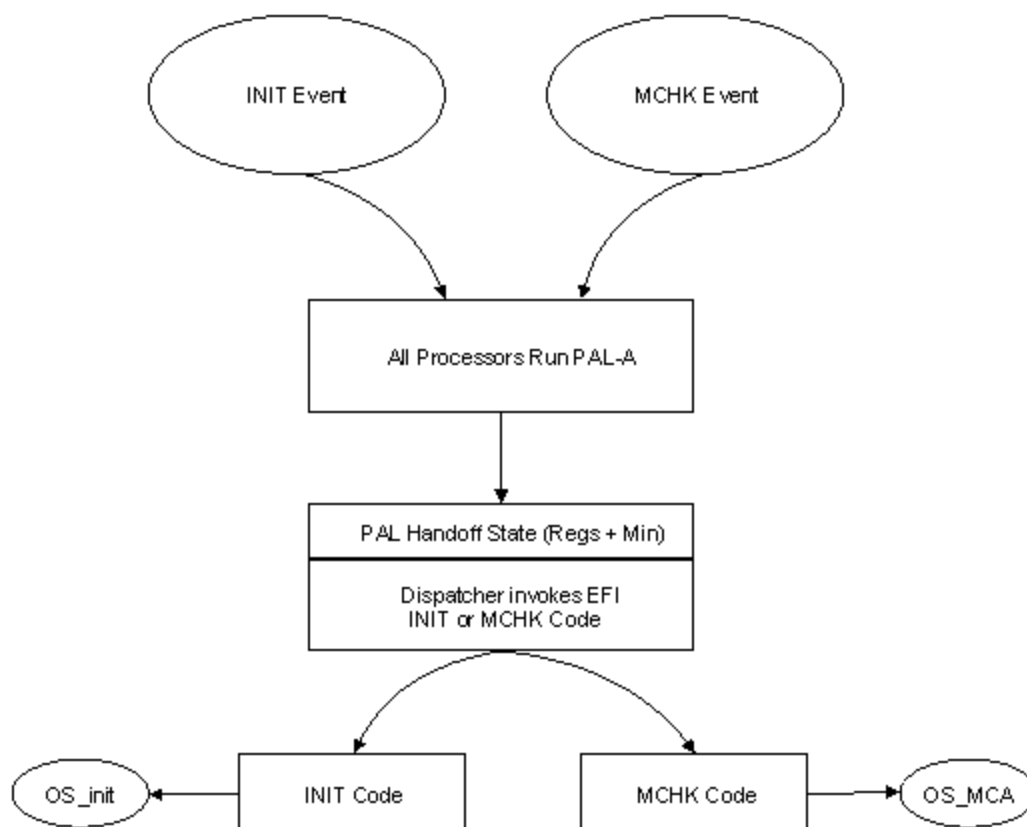 INIT Event
MCHK Event
All Processors Run PAL-A
PAL Handoff State (Regs + Min)
Dispatcher invokes EFI
INIT or MCHK Code
OS_init
INIT Code
MCHK Code
OS_MCA